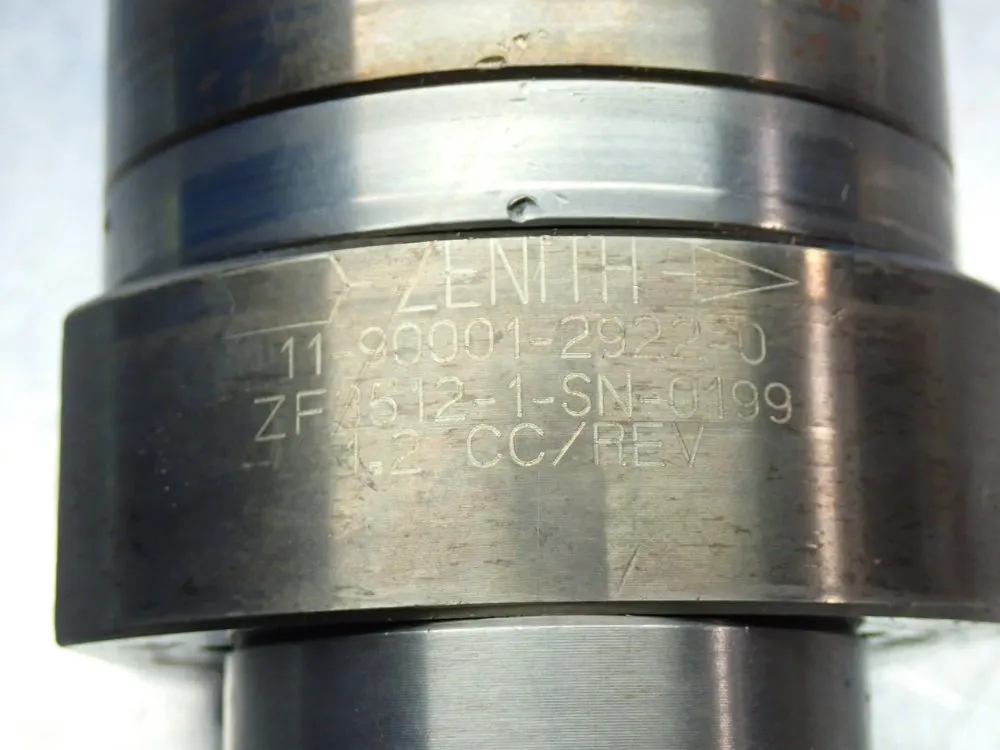 ZENITH
11-90001-2922-0
ZF 3512-1-SN-0199
1.2 CC/REV